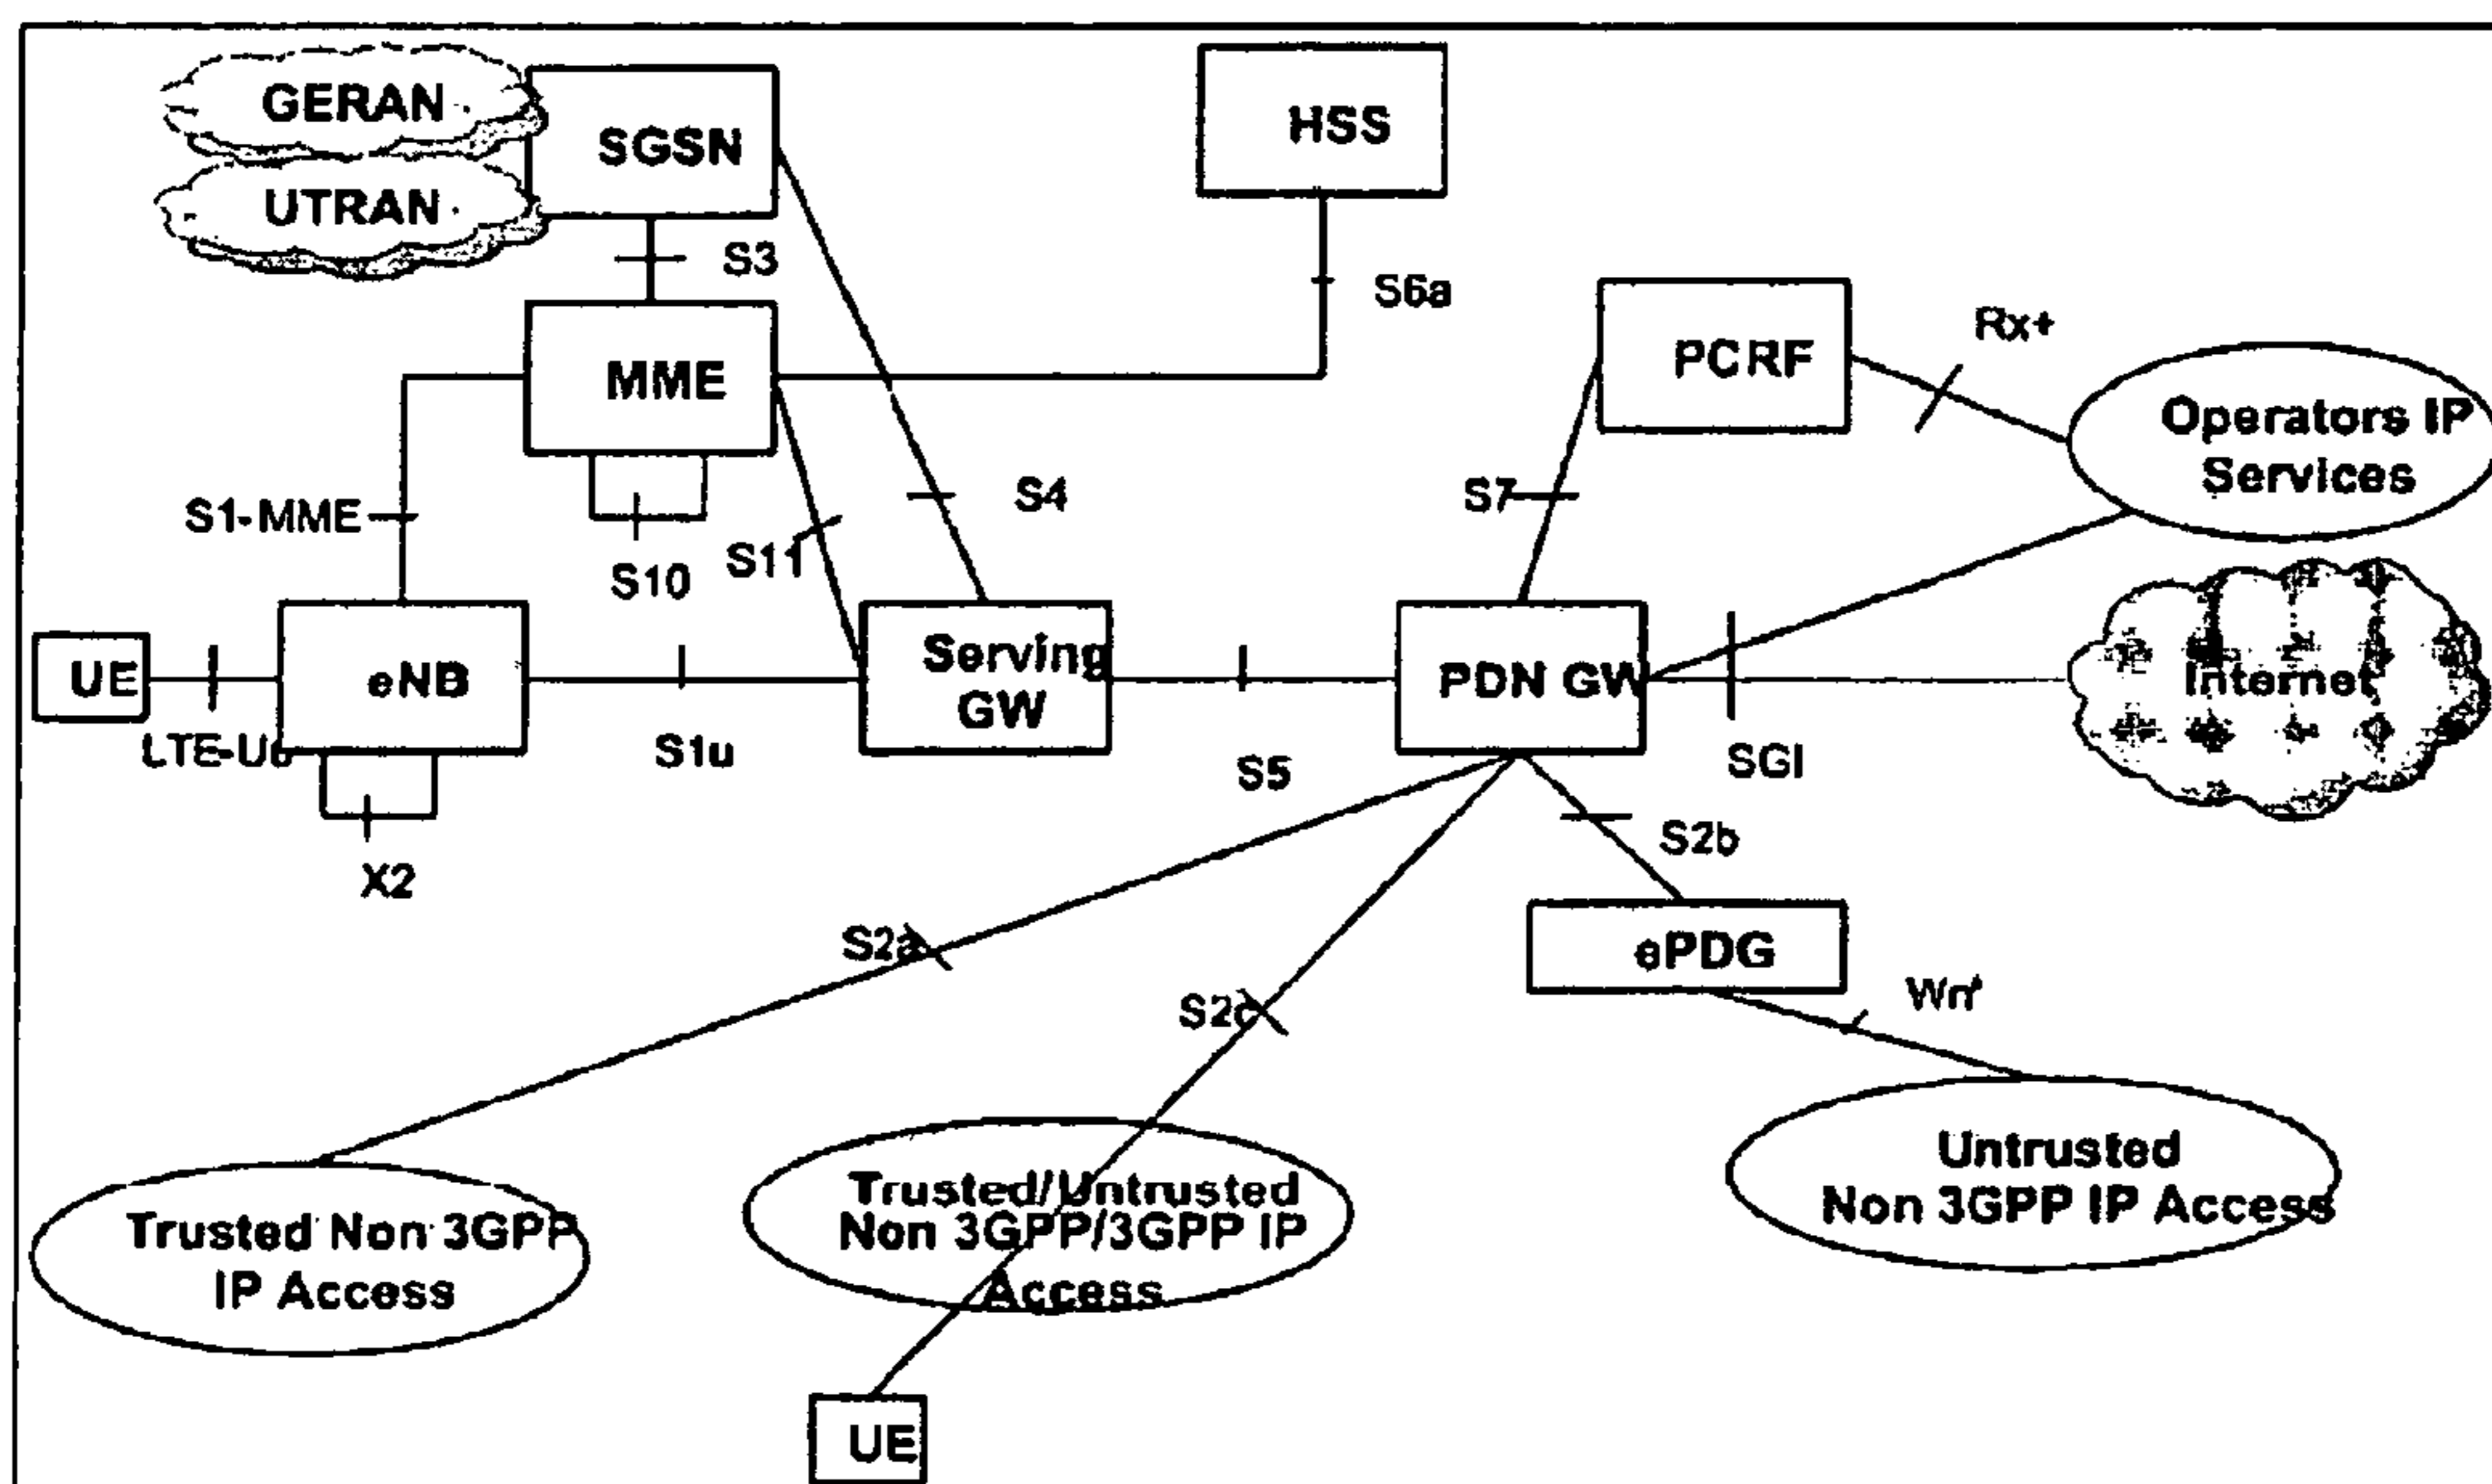 GERAN
SGSN
HSS
UTRAN
S3
S6a
Rx+
MME
PCRF
Operators IP
Services
S1-MME
S4
S7
S11
S10
Serving
GW
UE
eNB
PDN GW
Internet
S1u
S5
SGI
X2
S2b
S2a
ePDG
S2c
Untrusted
Non 3GPP IP Access
Trusted/Untrusted
Non 3GPP/3GPP IP
Access
Trusted Non 3GPP
IP Access
UE